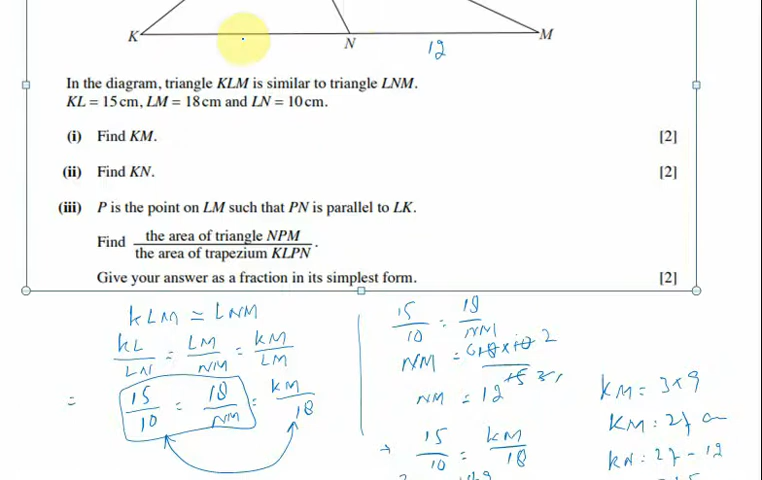 K N M
12
In the diagram, triangle KLM is similar to triangle LNM.
KL = 15 cm, LM = 18 cm and LN = 10 cm.
(i) Find KM. [2]
(ii) Find KN. [2]
(iii) P is the point on LM such that PN is parallel to LK.
Find the area of triangle NPM / the area of trapezium KLPN .
Give your answer as a fraction in its simplest form. [2]
KLM ≃ LNM
KL/LN = LM/NM = KM/LM
= 15/10 = 18/NM = KM/18
15/10 = 18/NM
NM =
NM = 12
→ 15/10 = KM/18
KM = 3×9
KM = 27 cm
KN = 27 - 12